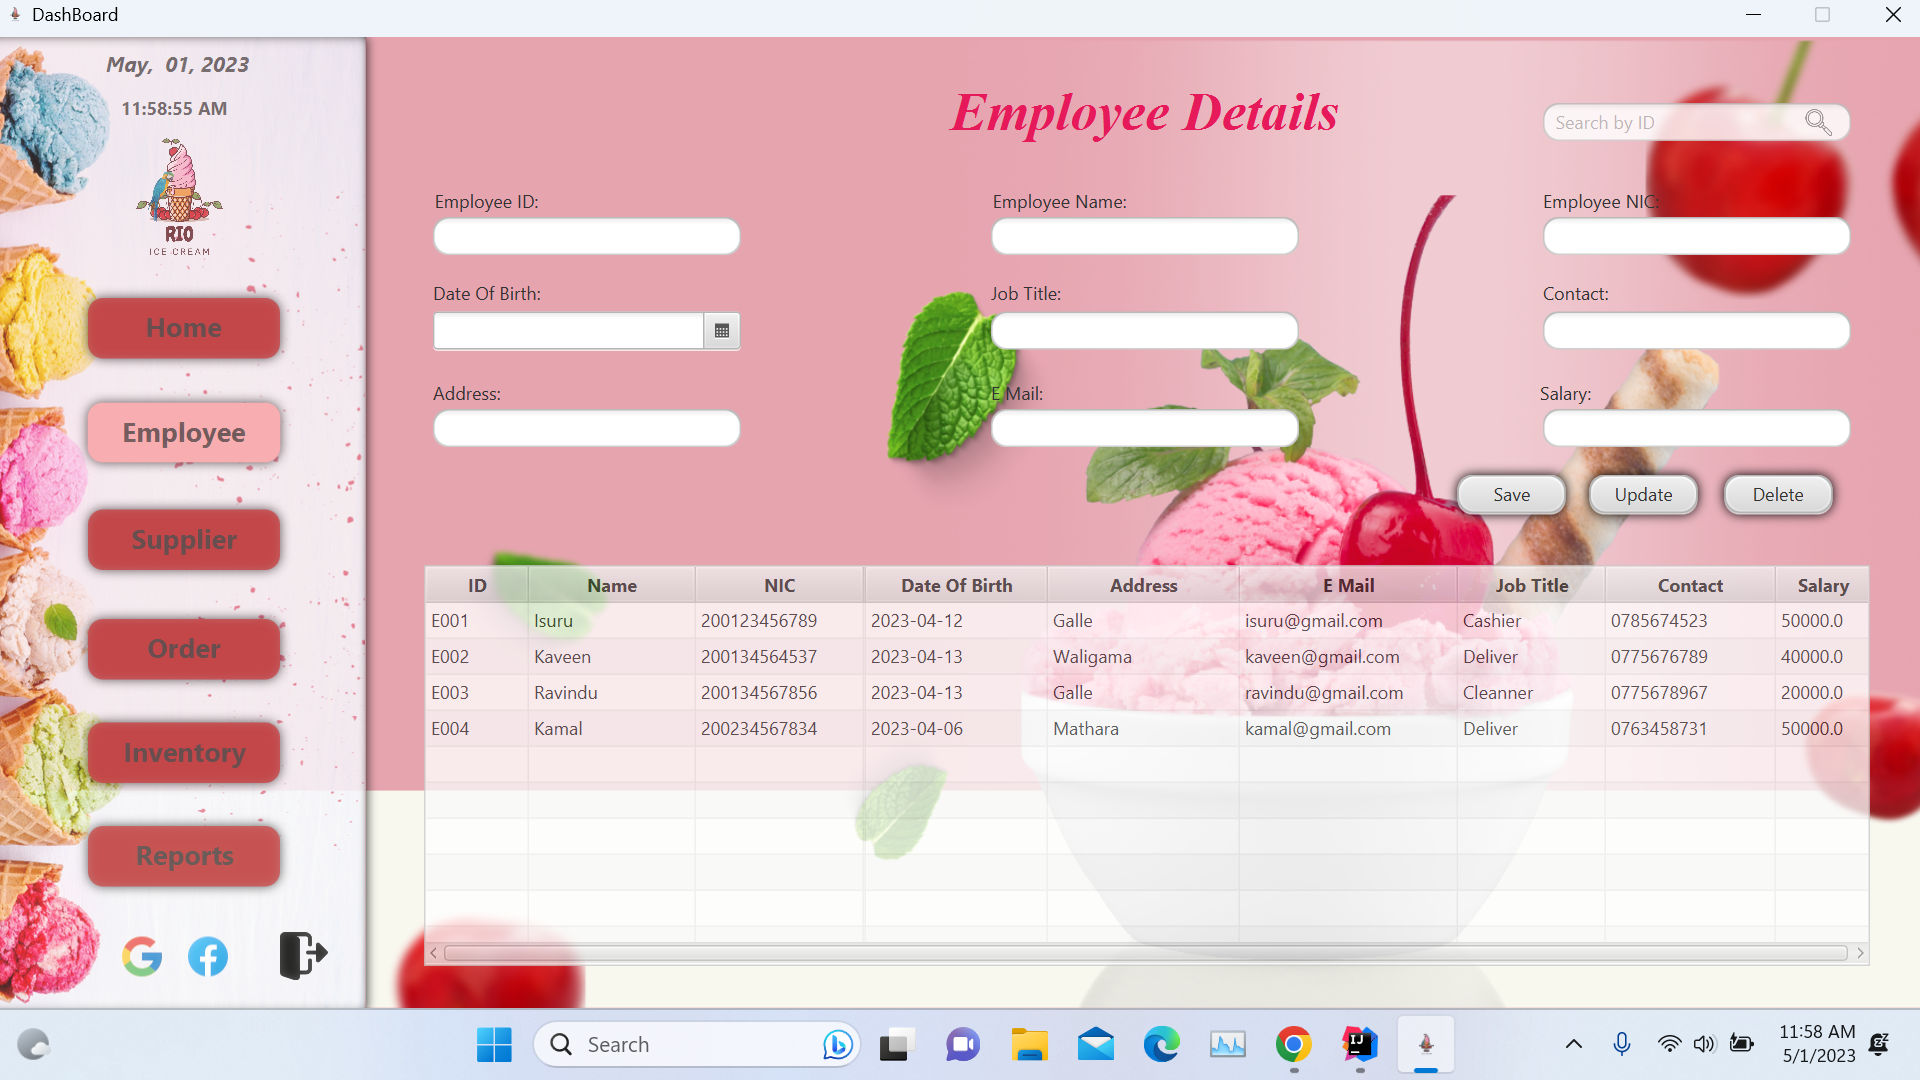 DashBoard
May, 01, 2023
11:58:55 AM
RIO
ICE CREAM
Home
Employee
Supplier
Order
Inventory
Reports
Employee Details
Search by ID
Employee ID:
Employee Name:
Employee NIC:
Date Of Birth:
Job Title:
Contact:
Address:
E Mail:
Salary:
Save
Update
Delete
ID Name NIC Date Of Birth Address E Mail Job Title Contact Salary
E001 Isuru 200123456789 2023-04-12 Galle isuru@gmail.com Cashier 0785674523 50000.0
E002 Kaveen 200134564537 2023-04-13 Waligama kaveen@gmail.com Deliver 0775676789 40000.0
E003 Ravindu 200134567856 2023-04-13 Galle ravindu@gmail.com Cleanner 0775678967 20000.0
E004 Kamal 200234567834 2023-04-06 Mathara kamal@gmail.com Deliver 0763458731 50000.0
Search
IJ
11:58 AM
5/1/2023